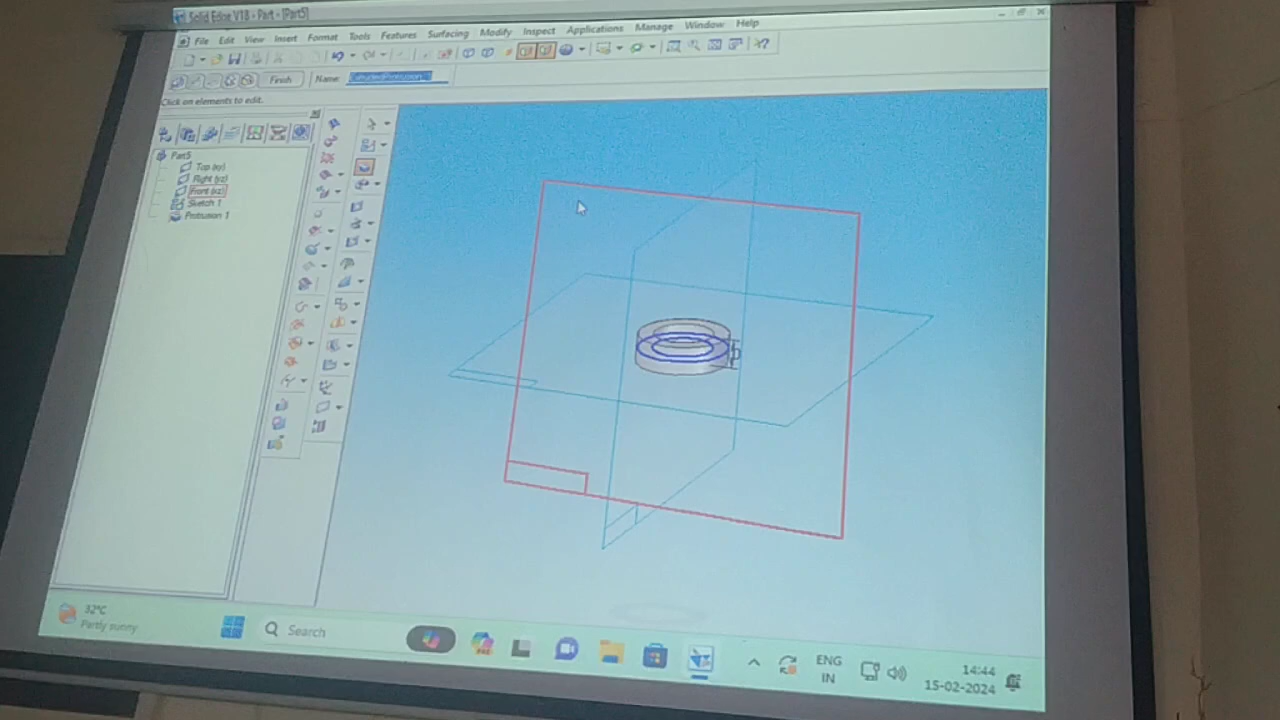 Solid Edge V18 - Part - [Part5]
File Edit View Insert Format Tools Features Surfacing Modify Inspect Applications Manage Window Help
Finish Name:
Click on elements to edit.
Part5
Top (xy)
Right (yz)
Front (xz)
Sketch 1
Protrusion 1
32°C
Partly sunny
Search
ENG
IN
14:44
15-02-2024